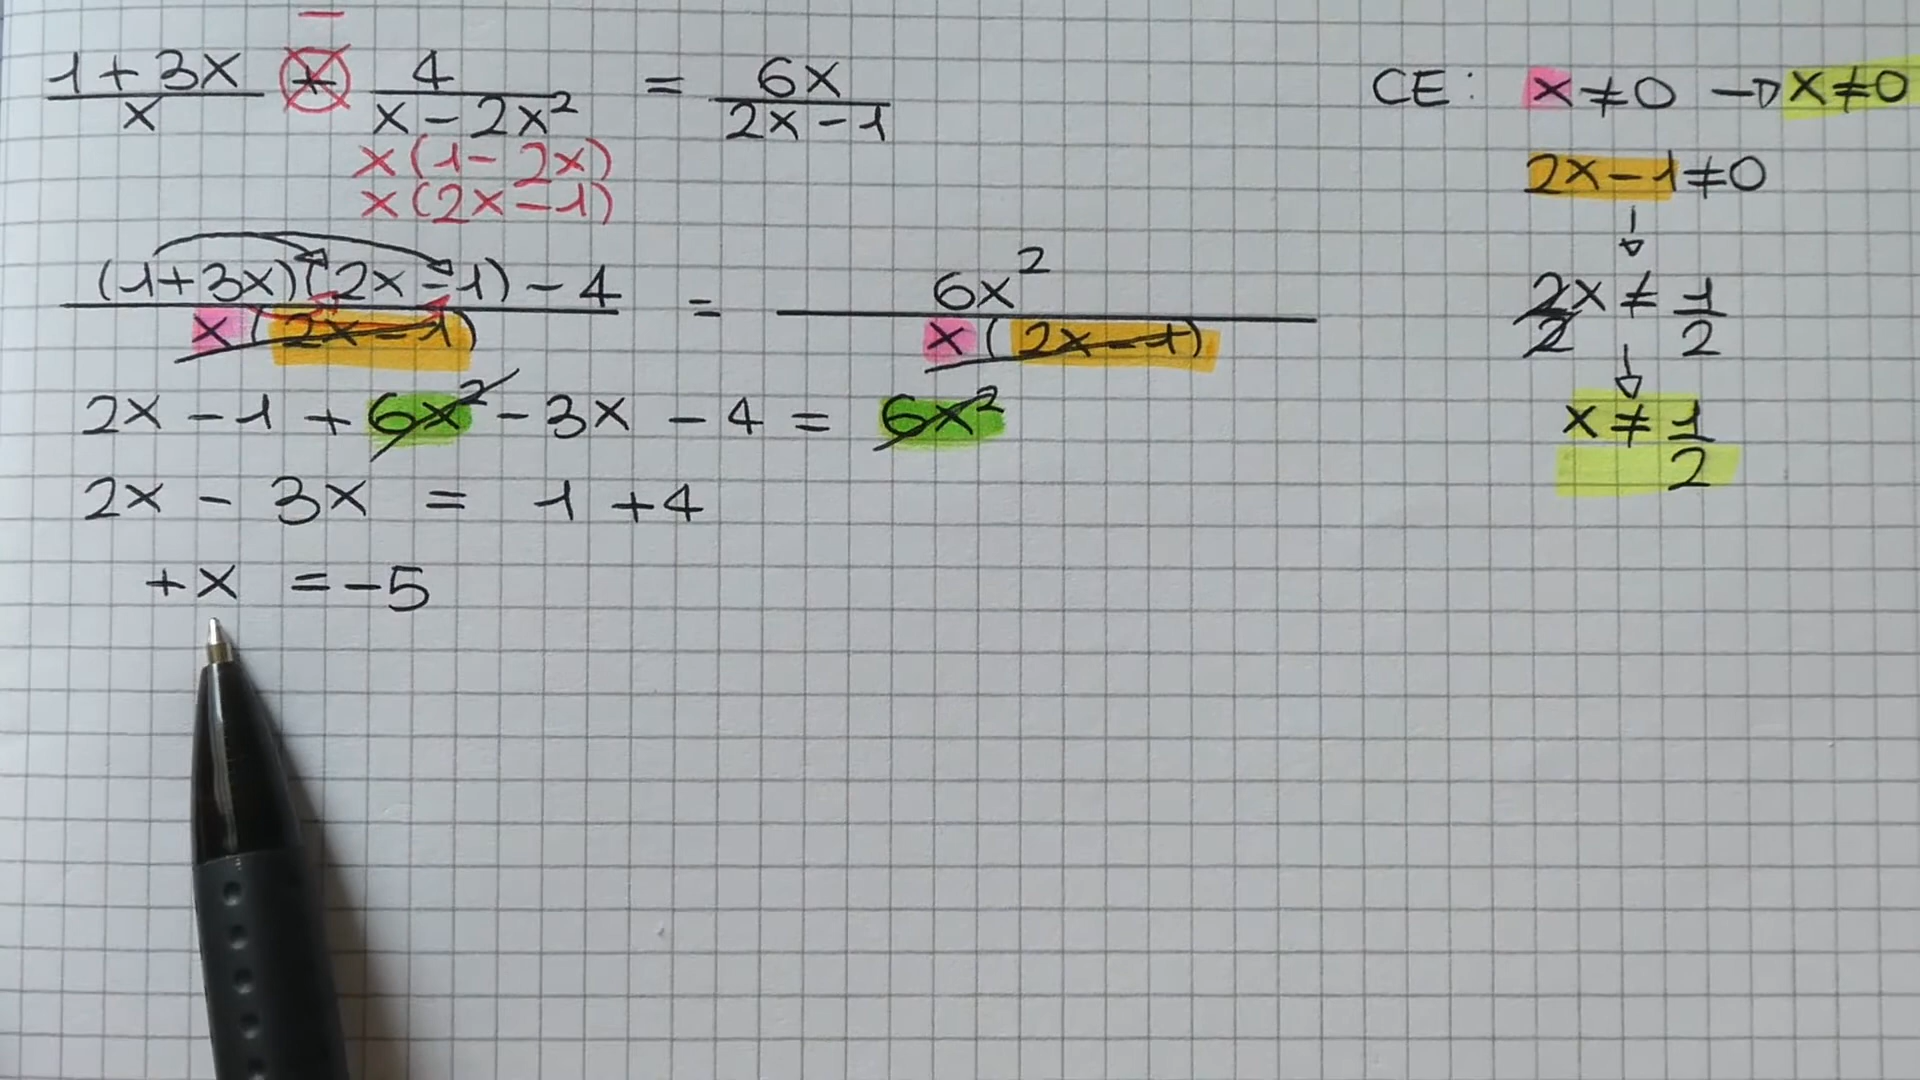 (1+3x)/x + 4/(x-2x²) = 6x/(2x-1)
−
x(1-2x)
x(2x-1)
((1+3x)(2x-1)-4)/(x(2x-1)) = 6x²/(x(2x-1))
2x-1+6x²-3x-4 = 6x²
2x - 3x = 1+4
+x = -5
CE: x≠0 → x≠0
2x-1≠0
2x/2 ≠ 1/2
x ≠ 1/2